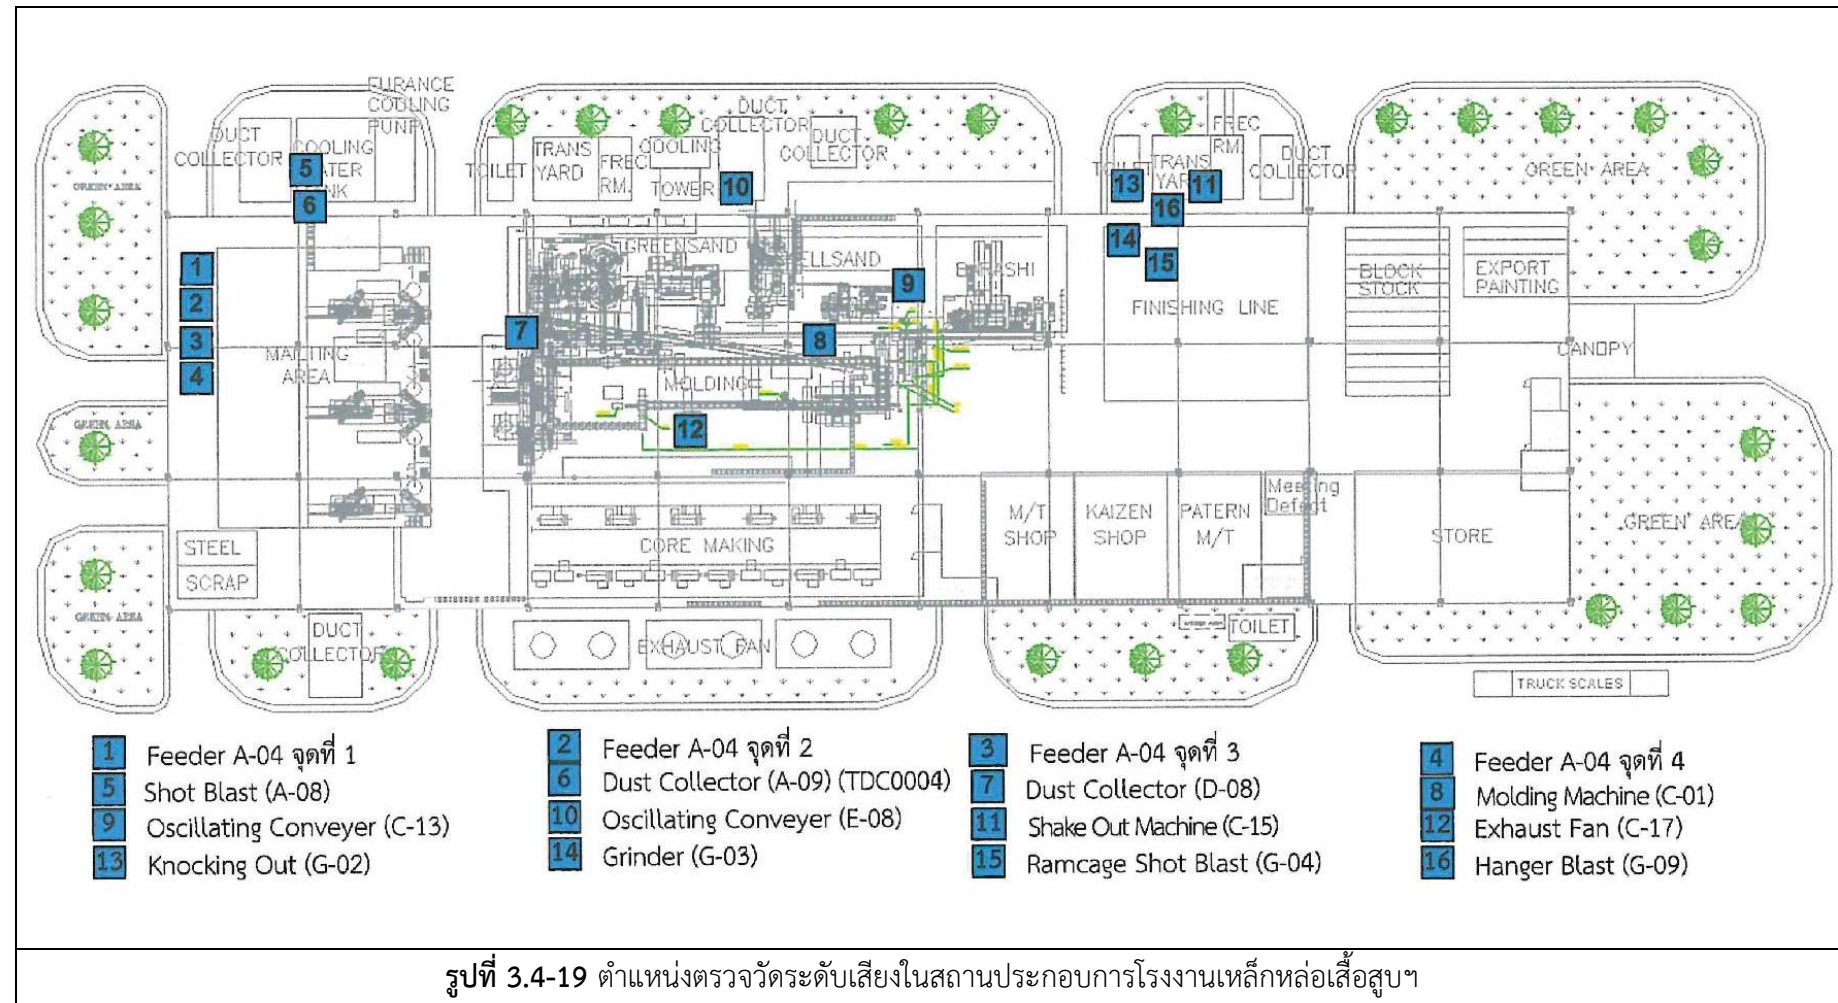 FURANCE
COOLING
PUNP
DUCT
COLLECTOR
COOLING
TOILET
TRANS
YARD
FREC
RM.
COOLING
TOWER
DUCT
COLLECTOR
DUCT
COLLECTOR
TRANS
FREC
RM.
DUCT
COLLECTOR
GREEN AREA
GREEN AREA
5
6
10
13
11
16
1
2
3
4
MAILTING
AREA
GREENSAND
9
14
15
7
8
12
MOLDING
FINISHING LINE
BLOCK
STOCK
EXPORT
PAINTING
CANOPY
GREEN AREA
STEEL
SCRAP
GREEN AREA
CORE MAKING
M/T
SHOP
KAIZEN
SHOP
PATERN
M/T
Meeting
Defect
STORE
GREEN AREA
DUCT
COLLECTOR
EXHAUST FAN
TOILET
TRUCK SCALES
1 Feeder A-04 จุดที่ 1
2 Feeder A-04 จุดที่ 2
3 Feeder A-04 จุดที่ 3
4 Feeder A-04 จุดที่ 4
5 Shot Blast (A-08)
6 Dust Collector (A-09) (TDC0004)
7 Dust Collector (D-08)
8 Molding Machine (C-01)
9 Oscillating Conveyer (C-13)
10 Oscillating Conveyer (E-08)
11 Shake Out Machine (C-15)
12 Exhaust Fan (C-17)
13 Knocking Out (G-02)
14 Grinder (G-03)
15 Ramcage Shot Blast (G-04)
16 Hanger Blast (G-09)
รูปที่ 3.4-19 ตำแหน่งตรวจวัดระดับเสียงในสถานประกอบการโรงงานเหล็กหล่อเสื้อสูบฯ